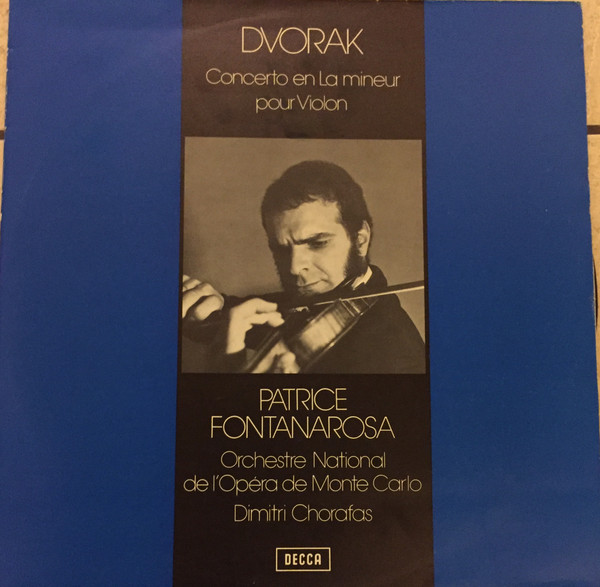 DVORAK
Concerto en La mineur
pour Violon
PATRICE
FONTANAROSA
Orchestre National
de l'Opéra de Monte Carlo
Dimitri Chorafas
DECCA